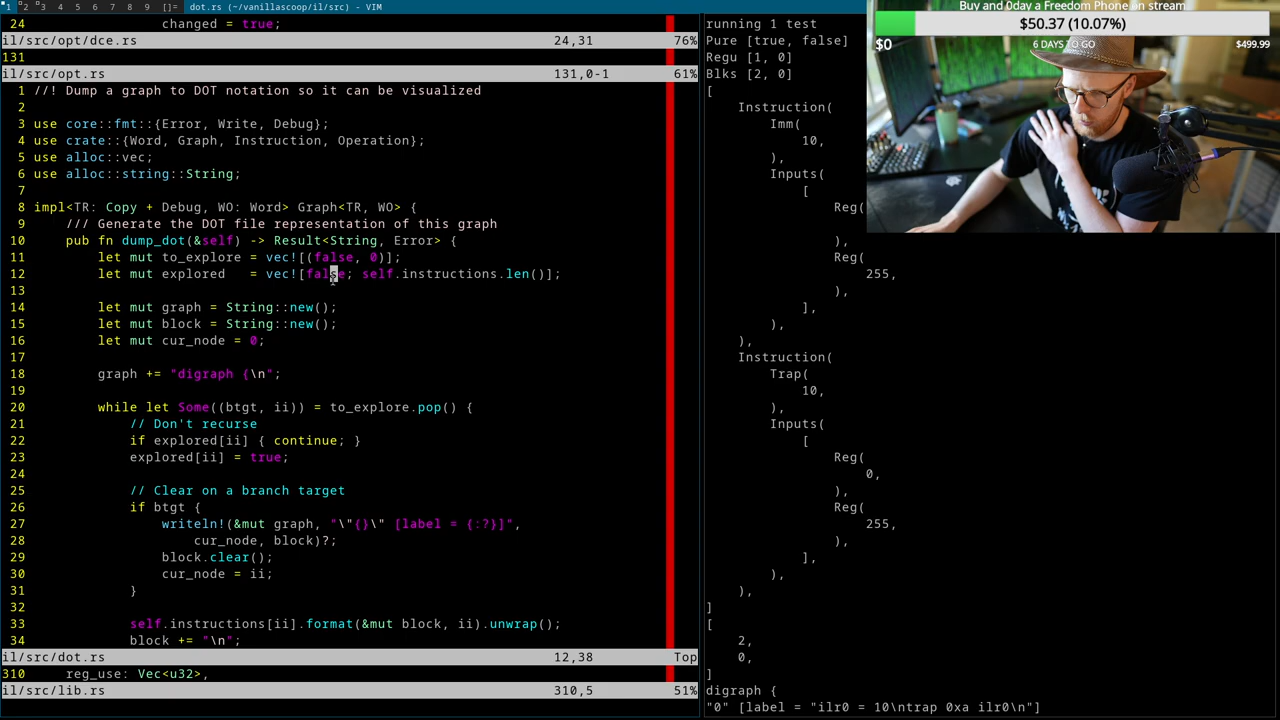 1 2 3 4 5 6 7 8 9 []= dot.rs (~/vanillascoop/il/src) - VIM
24                 changed = true;
il/src/opt/dce.rs 24,31 76%
131
il/src/opt.rs 131,0-1 61%
1 //! Dump a graph to DOT notation so it can be visualized
2
3 use core::fmt::{Error, Write, Debug};
4 use crate::{Word, Graph, Instruction, Operation};
5 use alloc::vec;
6 use alloc::string::String;
7
8 impl<TR: Copy + Debug, WO: Word> Graph<TR, WO> {
9     /// Generate the DOT file representation of this graph
10     pub fn dump_dot(&self) -> Result<String, Error> {
11         let mut to_explore = vec![(false, 0)];
12         let mut explored   = vec![false; self.instructions.len()];
13
14         let mut graph = String::new();
15         let mut block = String::new();
16         let mut cur_node = 0;
17
18         graph += "digraph {\n";
19
20         while let Some((btgt, ii)) = to_explore.pop() {
21             // Don't recurse
22             if explored[ii] { continue; }
23             explored[ii] = true;
24
25             // Clear on a branch target
26             if btgt {
27                 writeln!(&mut graph, "\"{}\" [label = {:?}]",
28                     cur_node, block)?;
29                 block.clear();
30                 cur_node = ii;
31             }
32
33             self.instructions[ii].format(&mut block, ii).unwrap();
34             block += "\n";
il/src/dot.rs 12,38 Top
310     reg_use: Vec<u32>,
il/src/lib.rs 310,5 51%
running 1 test
Pure [true, false]
Regu [1, 0]
Blks [2, 0]
[
    Instruction(
        Imm(
            10,
        ),
        Inputs(
            [
                Reg(
                ),
                Reg(
                    255,
                ),
            ],
        ),
    ),
    Instruction(
        Trap(
            10,
        ),
        Inputs(
            [
                Reg(
                    0,
                ),
                Reg(
                    255,
                ),
            ],
        ),
    ),
]
[
    2,
    0,
]
digraph {
"0" [label = "ilr0 = 10\ntrap 0xa ilr0\n"]
Buy and 0day a Freedom Phone on stream
$50.37 (10.07%)
$0 6 DAYS TO GO $499.99